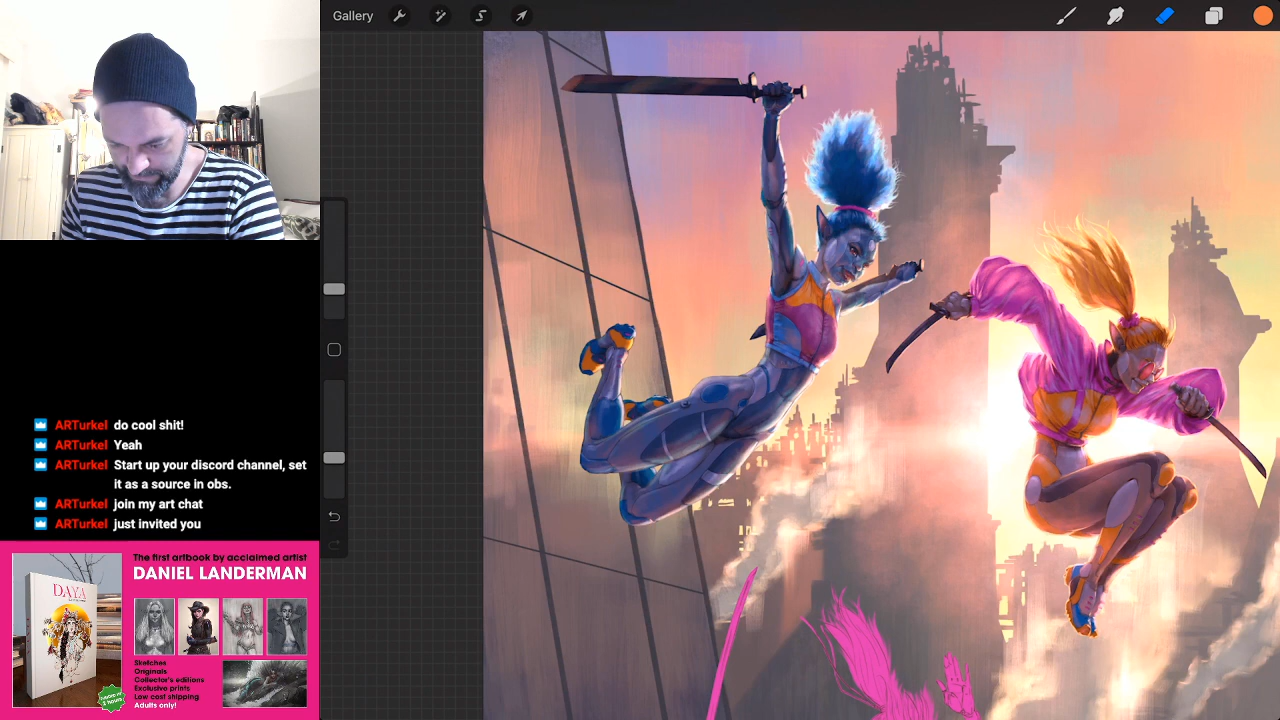 Gallery
ARTurkel do cool shit!
ARTurkel Yeah
ARTurkel Start up your discord channel, set
it as a source in obs.
ARTurkel join my art chat
ARTurkel just invited you
The first artbook by acclaimed artist
DANIEL LANDERMAN
DAYA
Sketches
Originals
Collector's editions
Exclusive prints
Low cost shipping
Adults only!